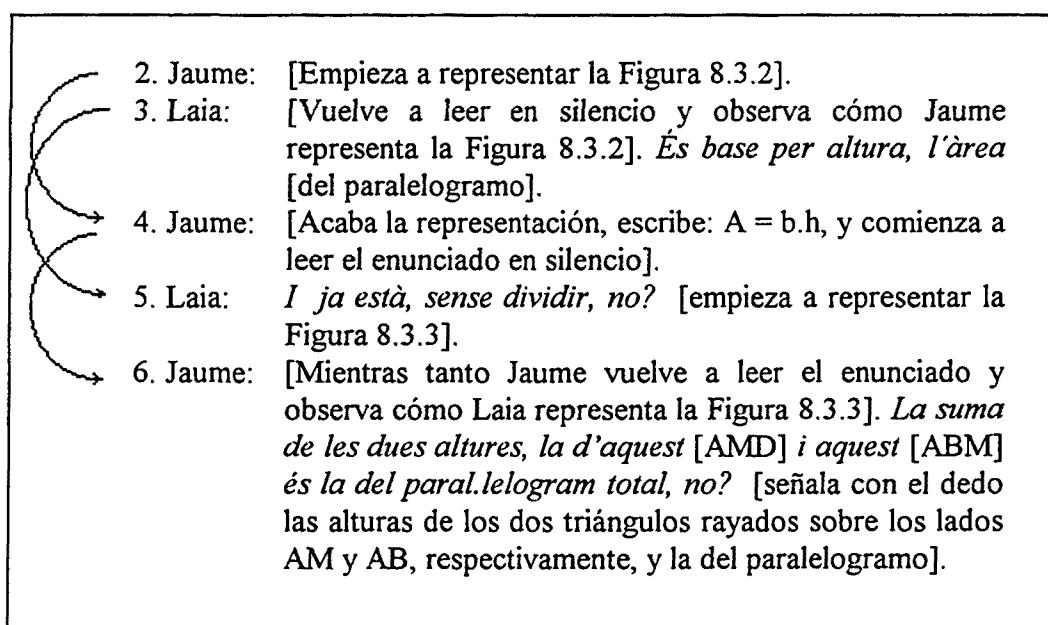 2. Jaume: [Empieza a representar la Figura 8.3.2].
3. Laia: [Vuelve a leer en silencio y observa cómo Jaume
representa la Figura 8.3.2]. És base per altura, l´àrea
[del paralelogramo].
4. Jaume: [Acaba la representación, escribe: A = b.h, y comienza a
leer el enunciado en silencio].
5. Laia: I ja està, sense dividir, no? [empieza a representar la
Figura 8.3.3].
6. Jaume: [Mientras tanto Jaume vuelve a leer el enunciado y
observa cómo Laia representa la Figura 8.3.3]. La suma
de les dues altures, la d'aquest [AMD] i aquest [ABM]
és la del paral.lelogram total, no? [señala con el dedo
las alturas de los dos triángulos rayados sobre los lados
AM y AB, respectivamente, y la del paralelogramo].